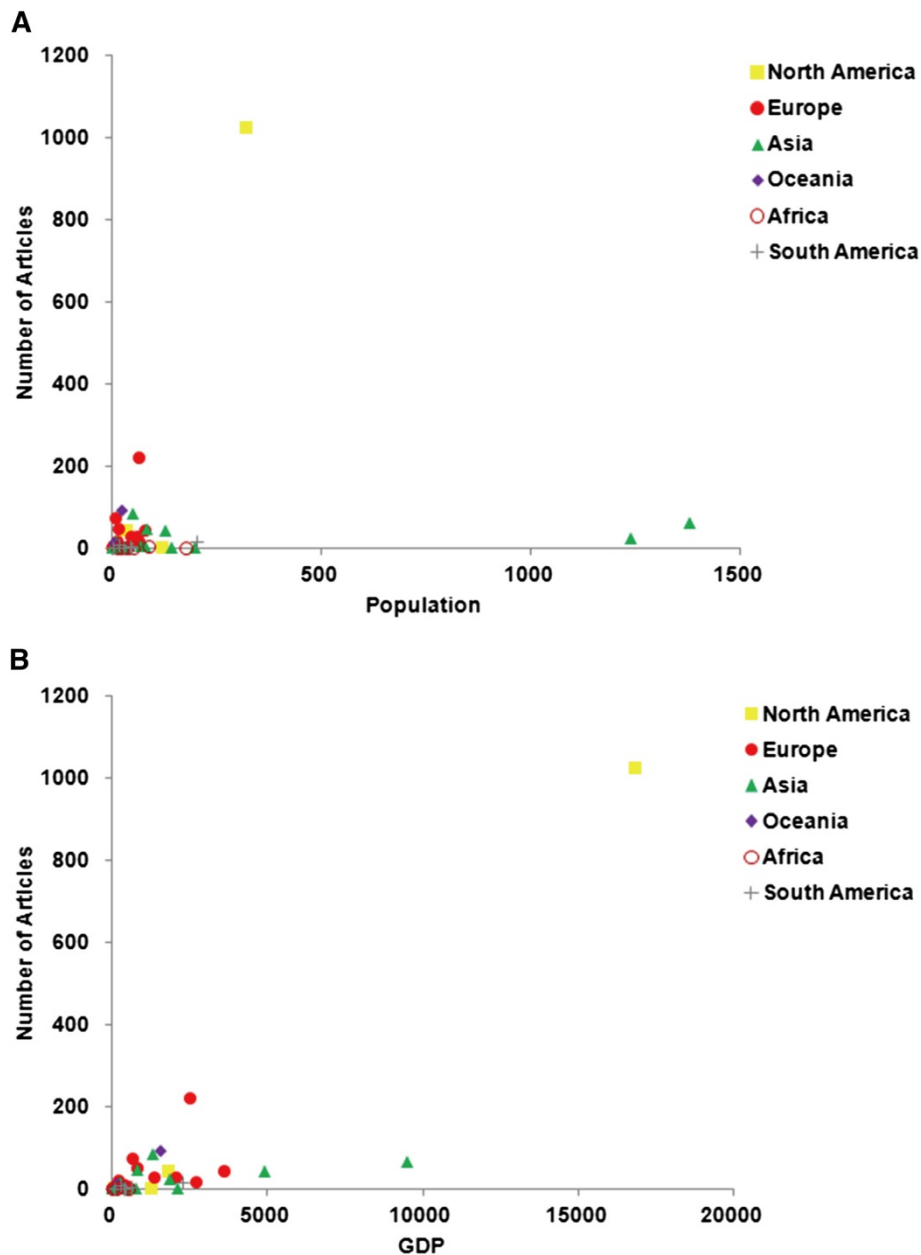 A
1200
1000
800
600
400
200
0
0 500 1000 1500
Number of Articles
Population
North America
Europe
Asia
Oceania
Africa
South America
B
1200
1000
800
600
400
200
0
0 5000 10000 15000 20000
Number of Articles
GDP
North America
Europe
Asia
Oceania
Africa
South America